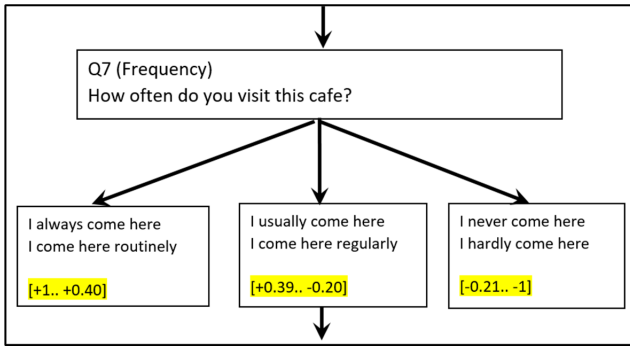 Q7 (Frequency)
How often do you visit this cafe?
I always come here
I come here routinely
[+1.. +0.40]
I usually come here
I come here regularly
[+0.39.. -0.20]
I never come here
I hardly come here
[-0.21.. -1]